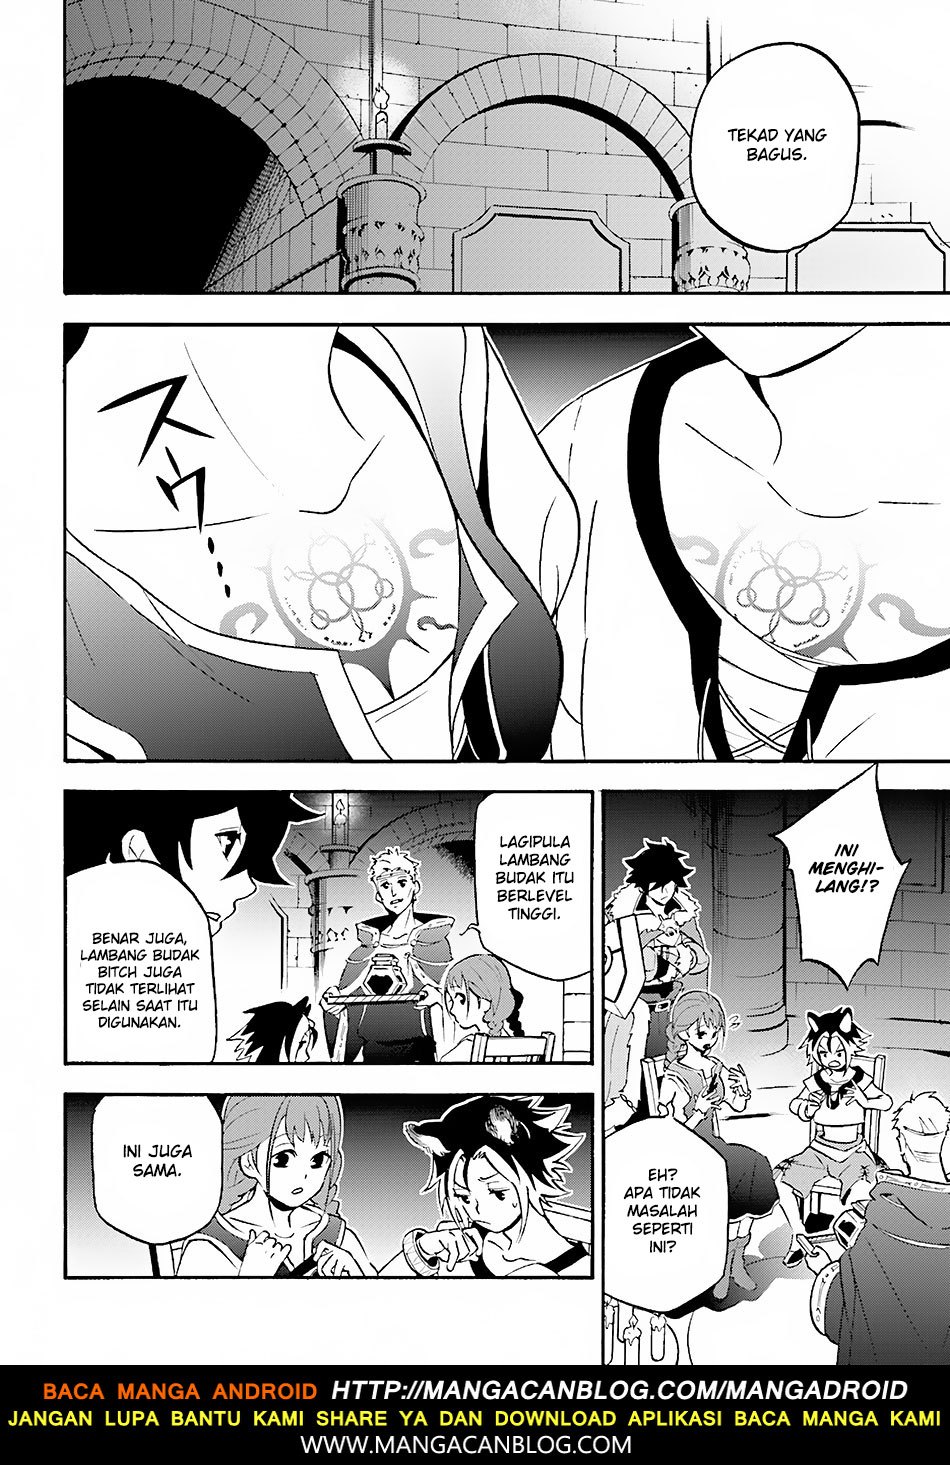 TEKAD YANG
BAGUS.
スゥ...
INI
MENGHI-
LANG!?
EH?
APA TIDAK
MASALAH
SEPERTI
INI?
LAGIPULA
LAMBANG
BUDAK ITU
BERLEVEL
TINGGI.
BENAR JUGA,
LAMBANG BUDAK
BITCH JUGA
TIDAK TERLIHAT
SELAIN SAAT ITU
DIGUNAKAN.
INI JUGA
SAMA.
BACA MANGA ANDROID HTTP://MANGACANBLOG.COM/MANGADROID
JANGAN LUPA BANTU KAMI SHARE YA DAN DOWNLOAD APLIKASI BACA MANGA KAMI
WWW.MANGACANBLOG.COM